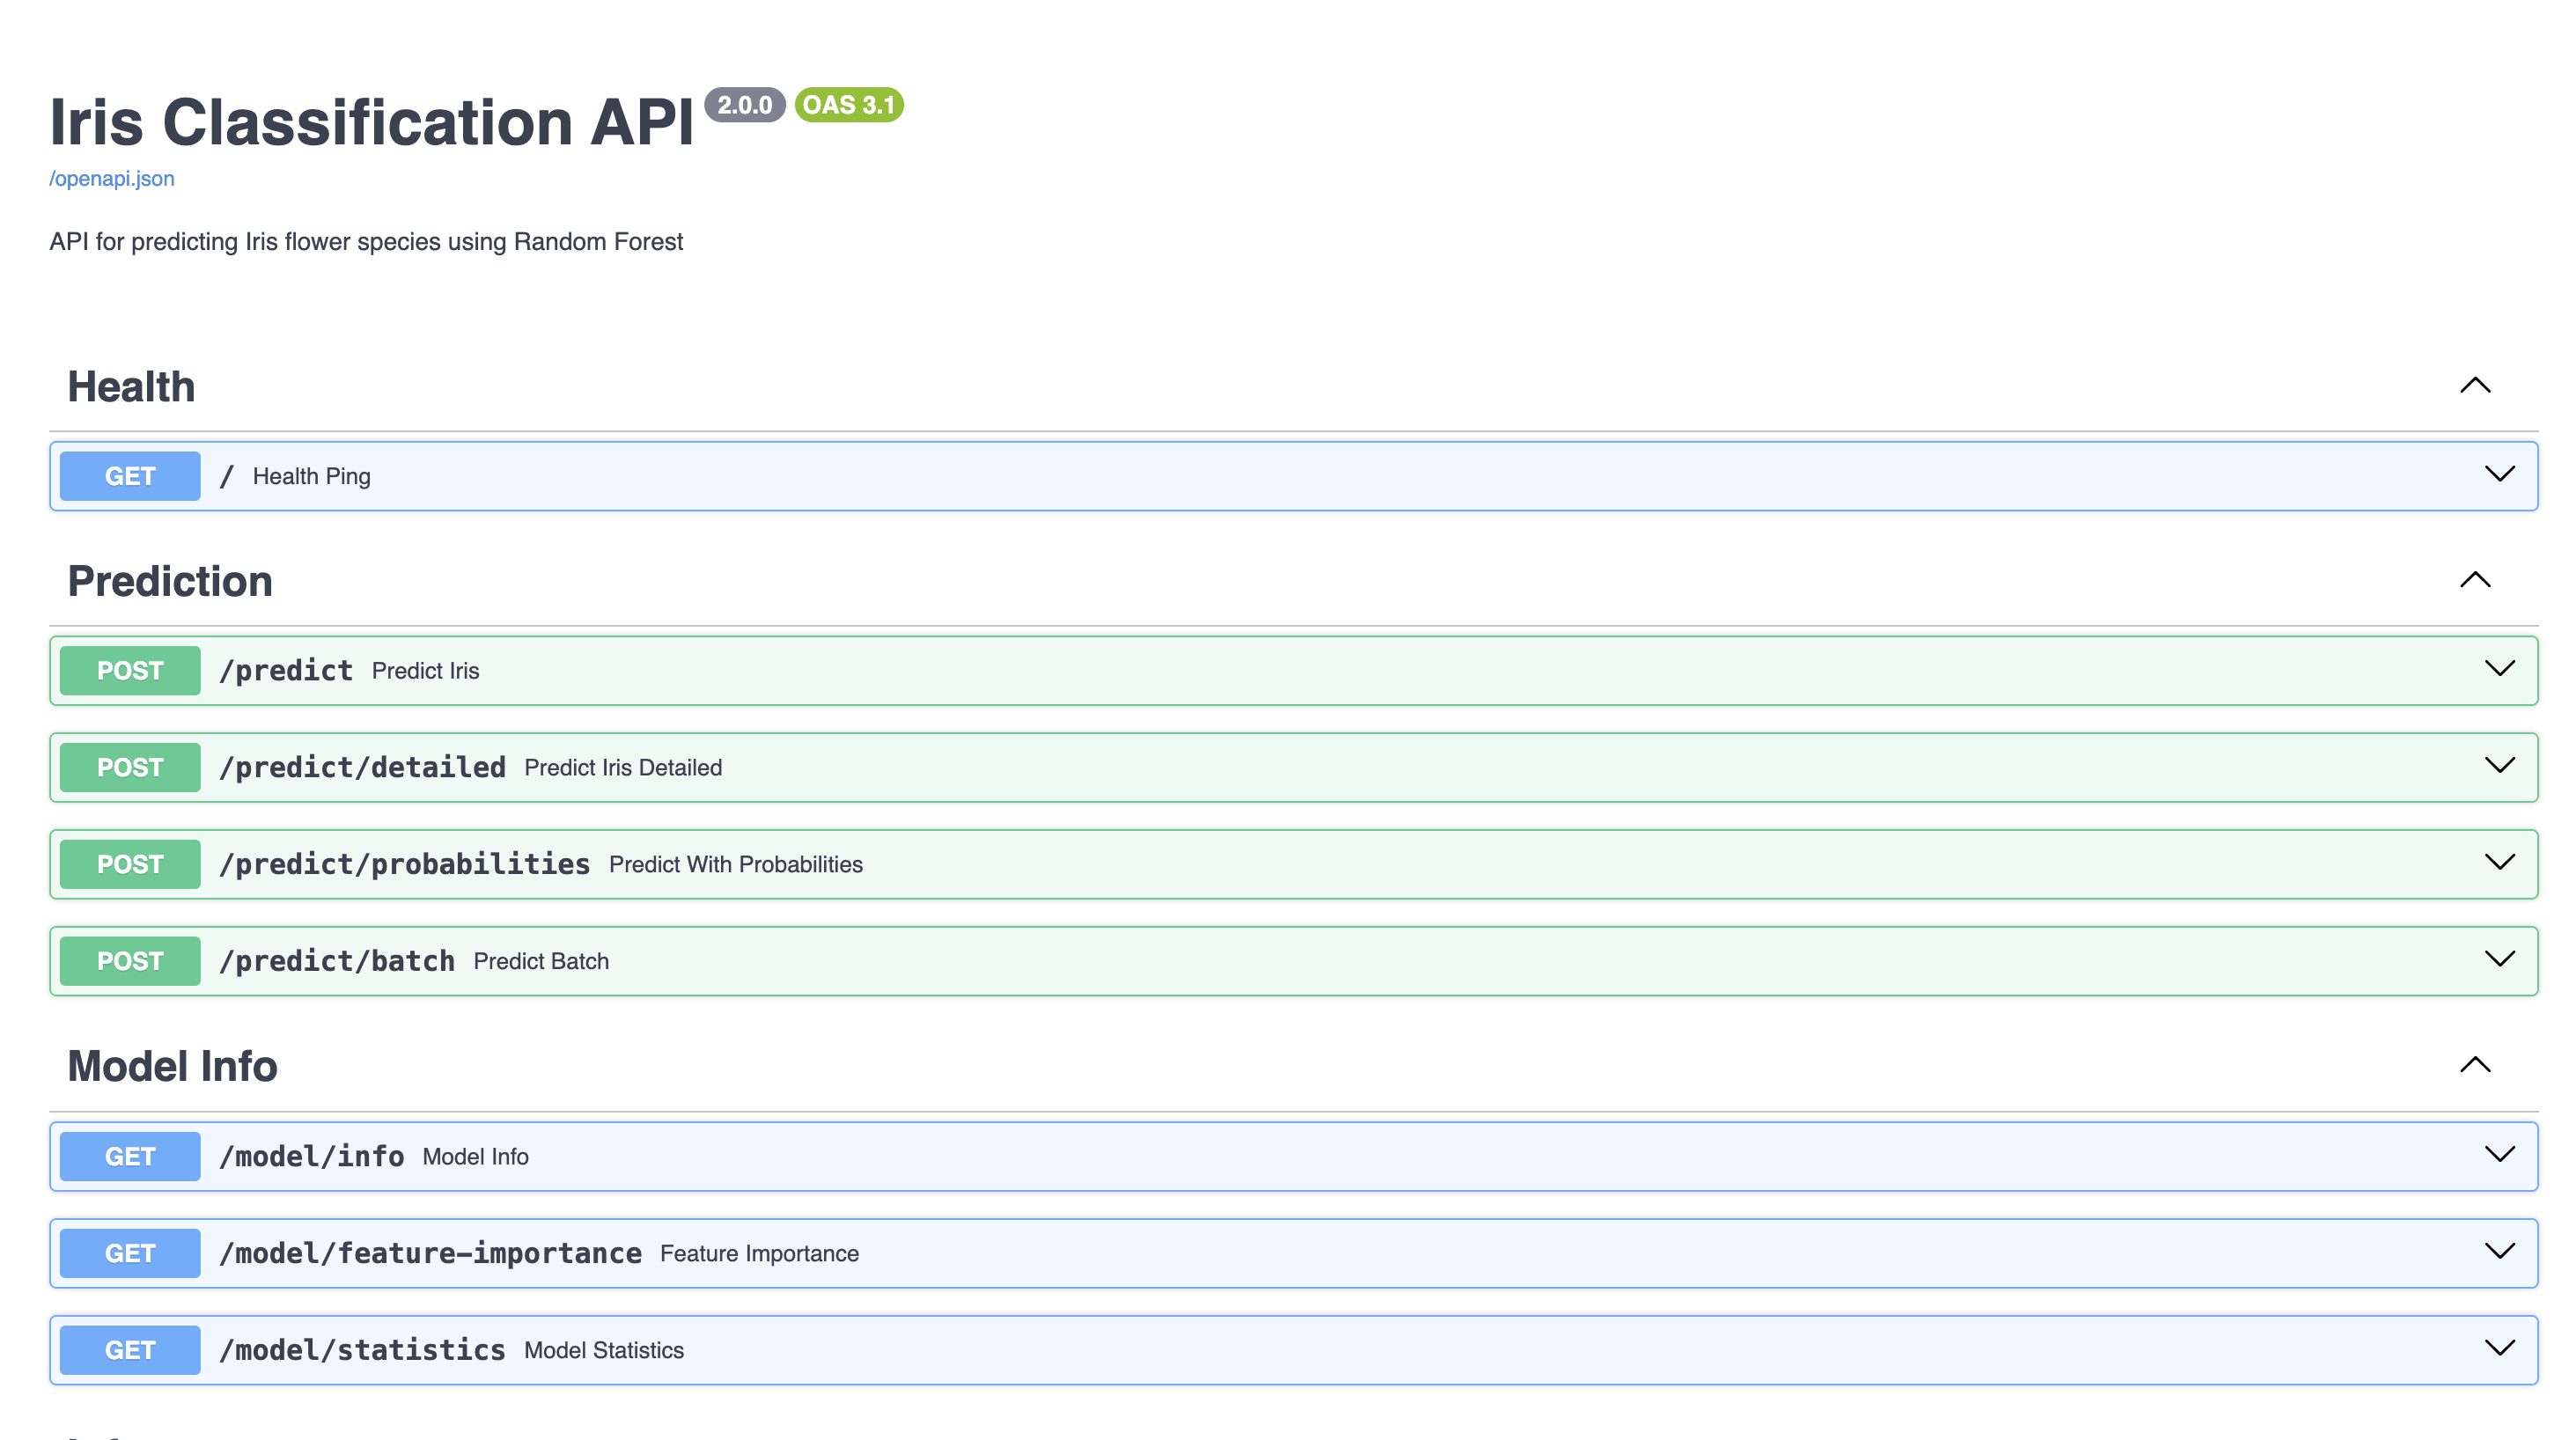 Iris Classification API 2.0.0 OAS 3.1
/openapi.json
API for predicting Iris flower species using Random Forest
Health
GET / Health Ping
Prediction
POST /predict Predict Iris
POST /predict/detailed Predict Iris Detailed
POST /predict/probabilities Predict With Probabilities
POST /predict/batch Predict Batch
Model Info
GET /model/info Model Info
GET /model/feature-importance Feature Importance
GET /model/statistics Model Statistics